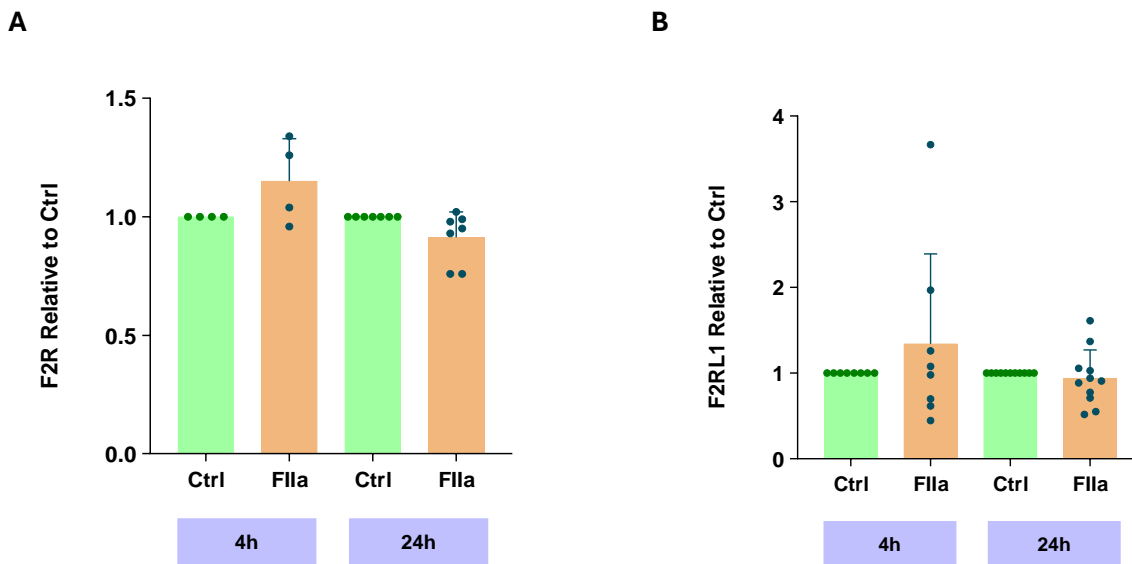 A
F2R Relative to Ctrl
1.5
1.0
0.5
0.0
Ctrl FIIa Ctrl FIIa
4h 24h
B
F2RL1 Relative to Ctrl
4
3
2
1
0
Ctrl FIIa Ctrl FIIa
4h 24h